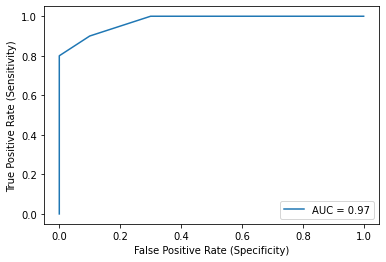 1.0
0.8
0.6
0.4
0.2
0.0
True Positive Rate (Sensitivity)
AUC = 0.97
0.0 0.2 0.4 0.6 0.8 1.0
False Positive Rate (Specificity)